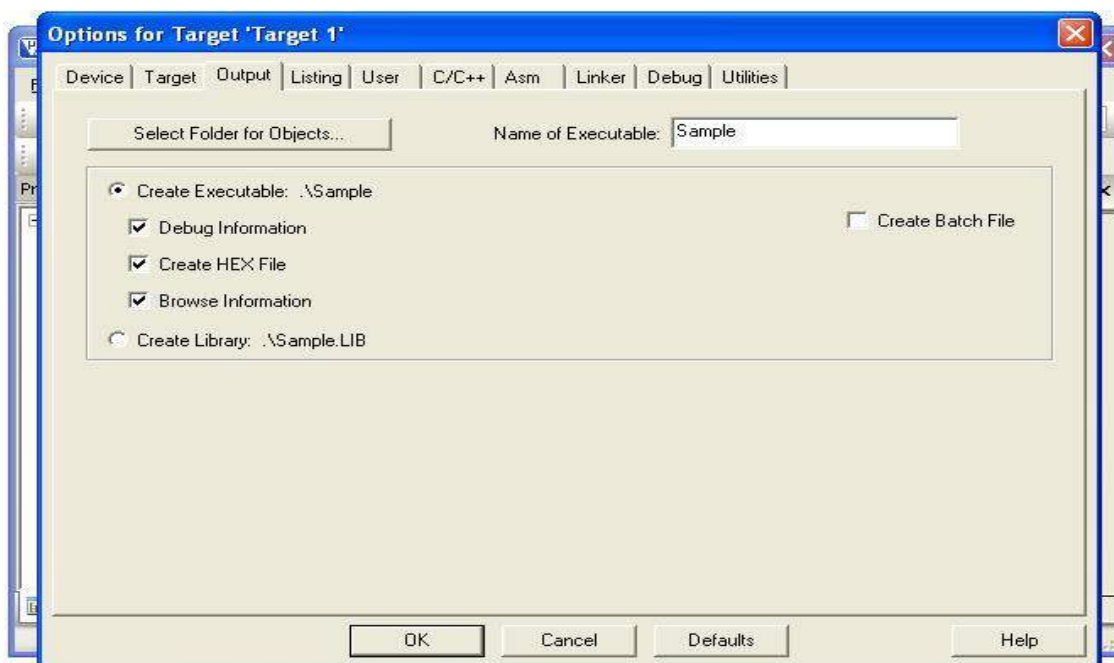 Options for Target 'Target 1'
Device Target Output Listing User C/C++ Asm Linker Debug Utilities
Select Folder for Objects... Name of Executable: Sample
Create Executable: .\Sample
Debug Information Create Batch File
Create HEX File
Browse Information
Create Library: .\Sample.LIB
OK Cancel Defaults Help
Pr